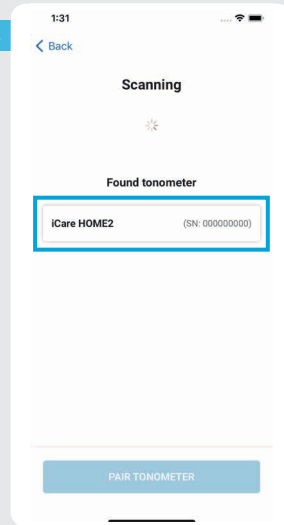 1:31
Back
Scanning
Found tonometer
iCare HOME2 (SN: 000000000)
PAIR TONOMETER